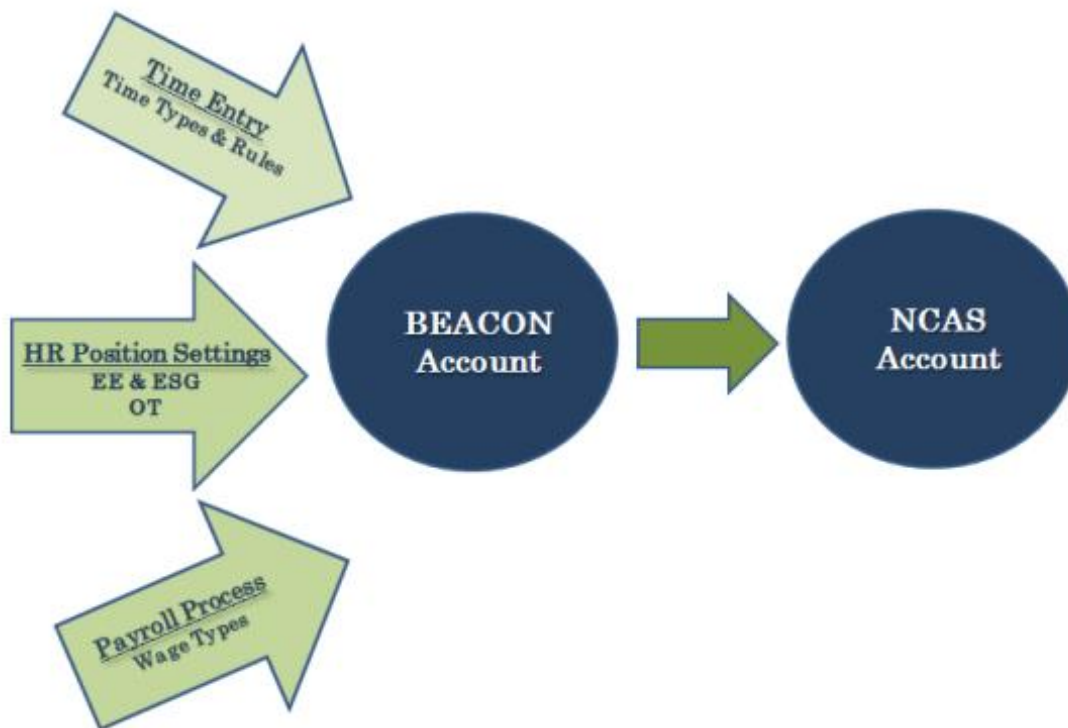 Time Entry
Time Types & Rules
HR Position Settings
EE & ESG
OT
Payroll Process
Wage Types
BEACON
Account
NCAS
Account